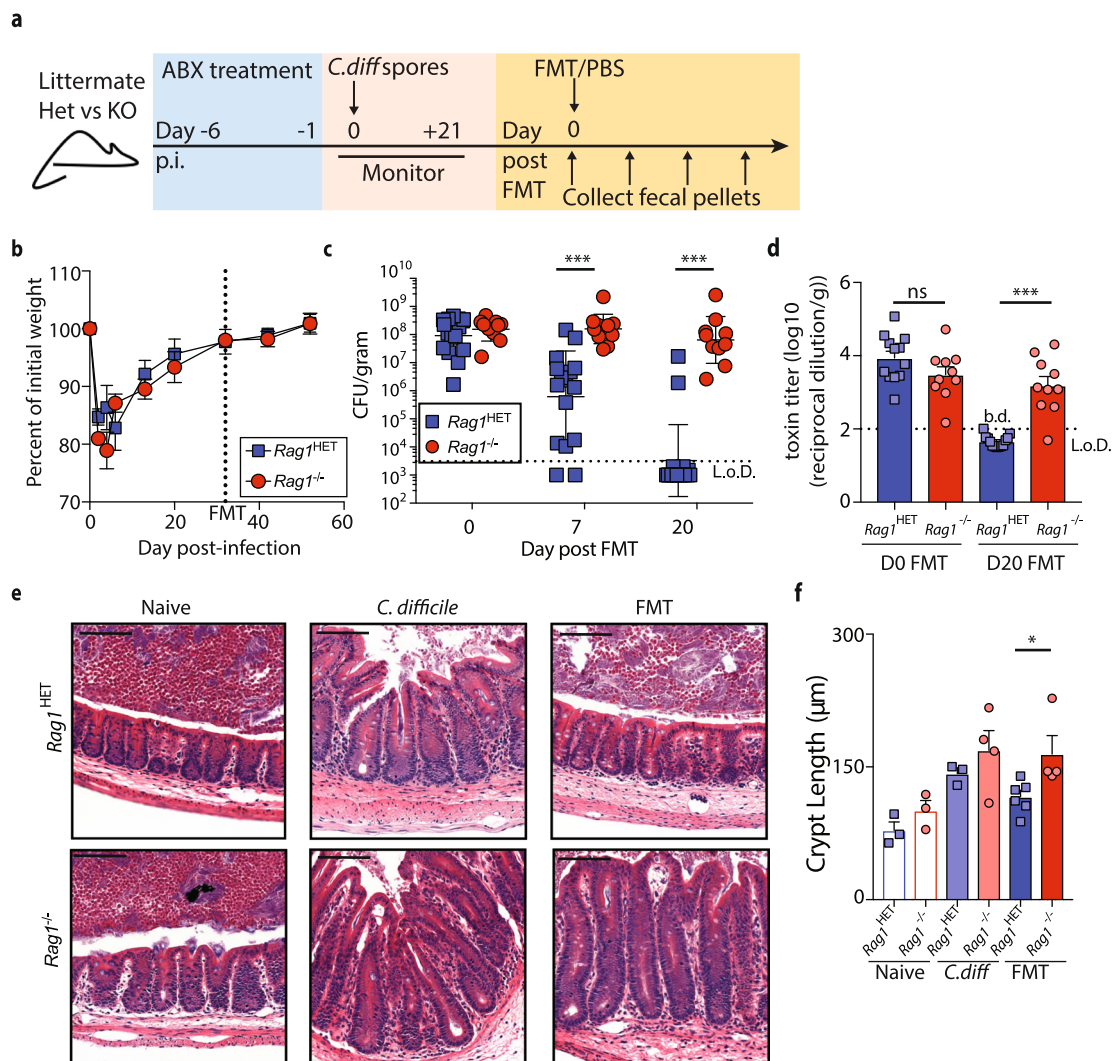 a
Littermate
Het vs KO
ABX treatment
C.diff spores
FMT/PBS
Day -6
-1
0
+21
Day
0
p.i.
Monitor
post
FMT
Collect fecal pellets
b
Percent of initial weight
110
100
90
80
70
0
20
40
60
FMT
Day post-infection
Rag1HET
Rag1-/-
c
CFU/gram
10^10
10^9
10^8
10^7
10^6
10^5
10^4
10^3
10^2
***
***
Rag1HET
Rag1-/-
L.o.D.
0
7
20
Day post FMT
d
toxin titer (log10
(reciprocal dilution/g))
6
4
2
0
ns
***
b.d.
L.o.D.
Rag1HET
Rag1-/-
Rag1HET
Rag1-/-
D0 FMT
D20 FMT
e
Naive
C. difficile
FMT
Rag1HET
Rag1-/-
f
Crypt Length (μm)
300
150
0
*
Rag1HET
Rag1-/-
Rag1HET
Rag1-/-
Rag1HET
Rag1-/-
Naive
C.diff
FMT